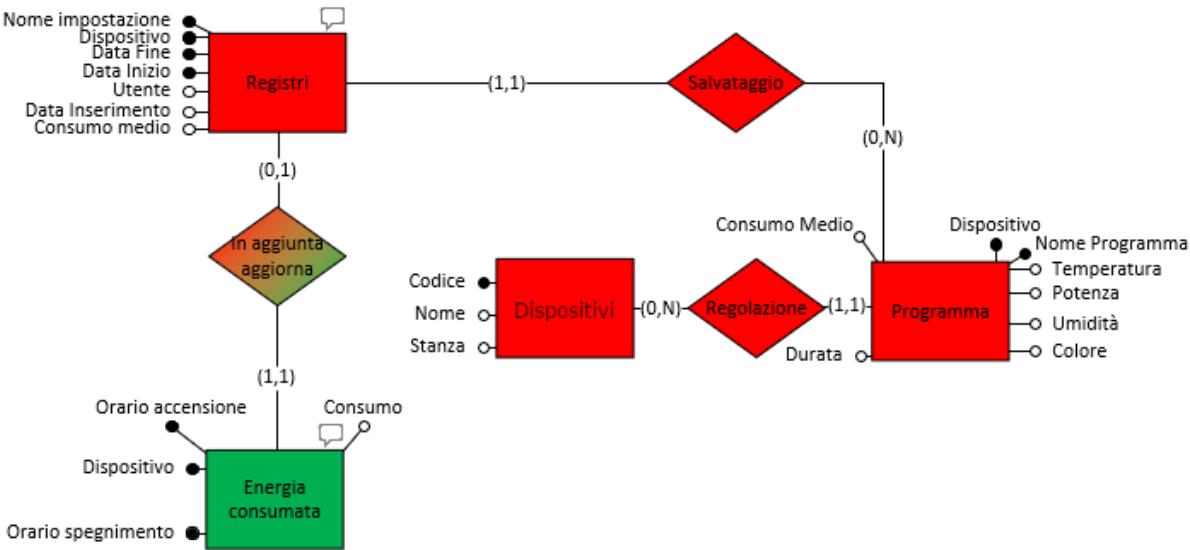 Nome impostazione
Dispositivo
Data Fine
Data Inizio
Utente
Data Inserimento
Consumo medio
Registri
(1,1)
Salvataggio
(0,N)
(0,1)
In aggiunta
aggiorna
(1,1)
Consumo Medio
Dispositivo
Nome Programma
Temperatura
Potenza
Umidità
Colore
Durata
Programma
(1,1)
Regolazione
(0,N)
Dispositivi
Codice
Nome
Stanza
Orario accensione
Consumo
Dispositivo
Orario spegnimento
Energia
consumata